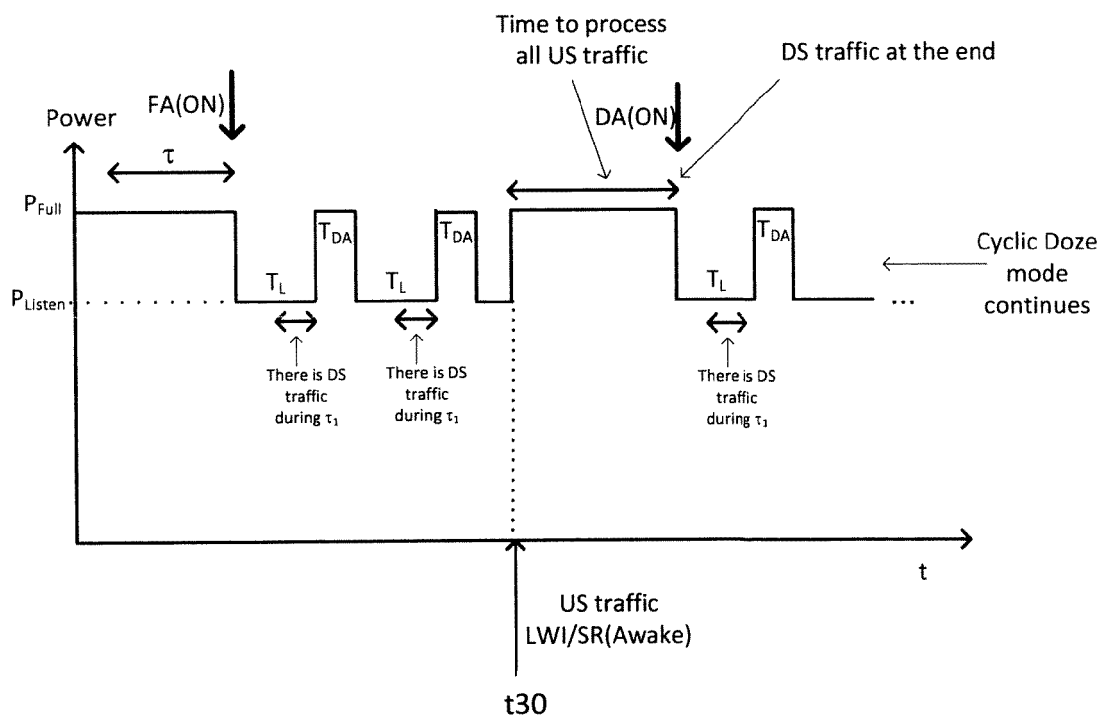 Time to process
all US traffic
DS traffic at the end
FA(ON)
DA(ON)
Power
τ
PFull
TDA
TDA
TDA
Cyclic Doze
mode
continues
TL
TL
TL
PListen
...
There is DS
traffic
during τ1
There is DS
traffic
during τ1
There is DS
traffic
during τ1
t
US traffic
LWI/SR(Awake)
t30